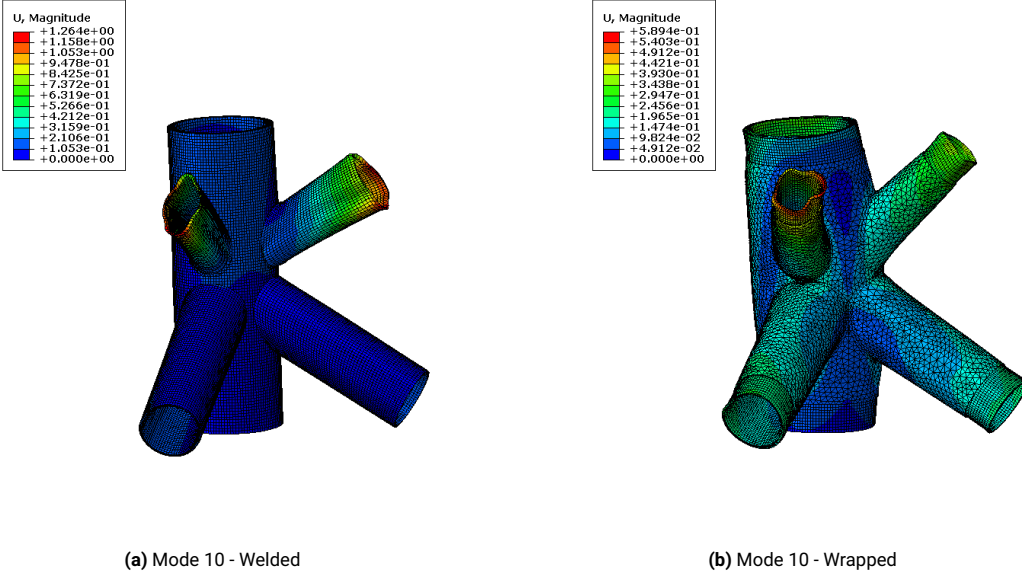 U, Magnitude
+1.264e+00
+1.158e+00
+1.053e+00
+9.478e-01
+8.425e-01
+7.372e-01
+6.319e-01
+5.266e-01
+4.212e-01
+3.159e-01
+2.106e-01
+1.053e-01
+0.000e+00
U, Magnitude
+5.894e-01
+5.403e-01
+4.912e-01
+4.421e-01
+3.930e-01
+3.438e-01
+2.947e-01
+2.456e-01
+1.965e-01
+1.474e-01
+9.824e-02
+4.912e-02
+0.000e+00
(a) Mode 10 - Welded
(b) Mode 10 - Wrapped